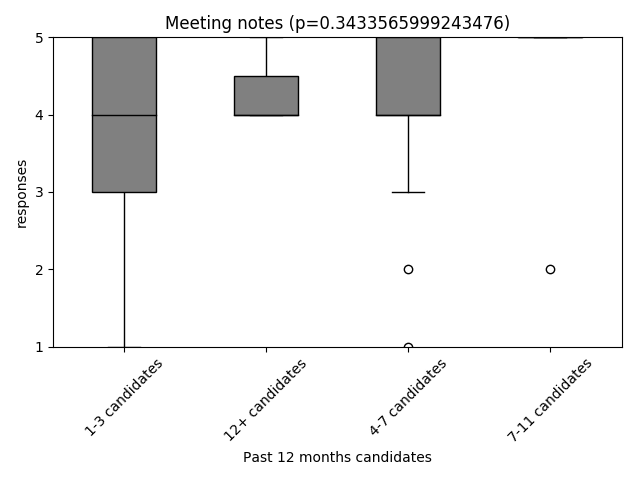 Meeting notes (p=0.3433565999243476)
responses
5
4
3
2
1
1-3 candidates
12+ candidates
4-7 candidates
7-11 candidates
Past 12 months candidates